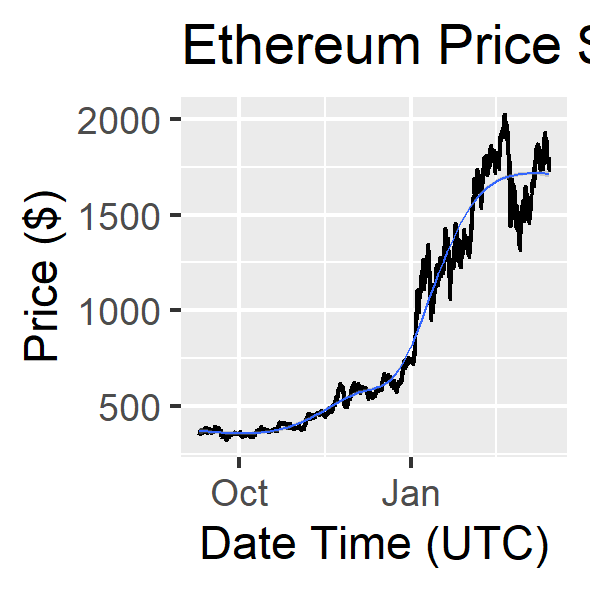 Ethereum Price S
Price ($)
2000
1500
1000
500
Oct Jan
Date Time (UTC)